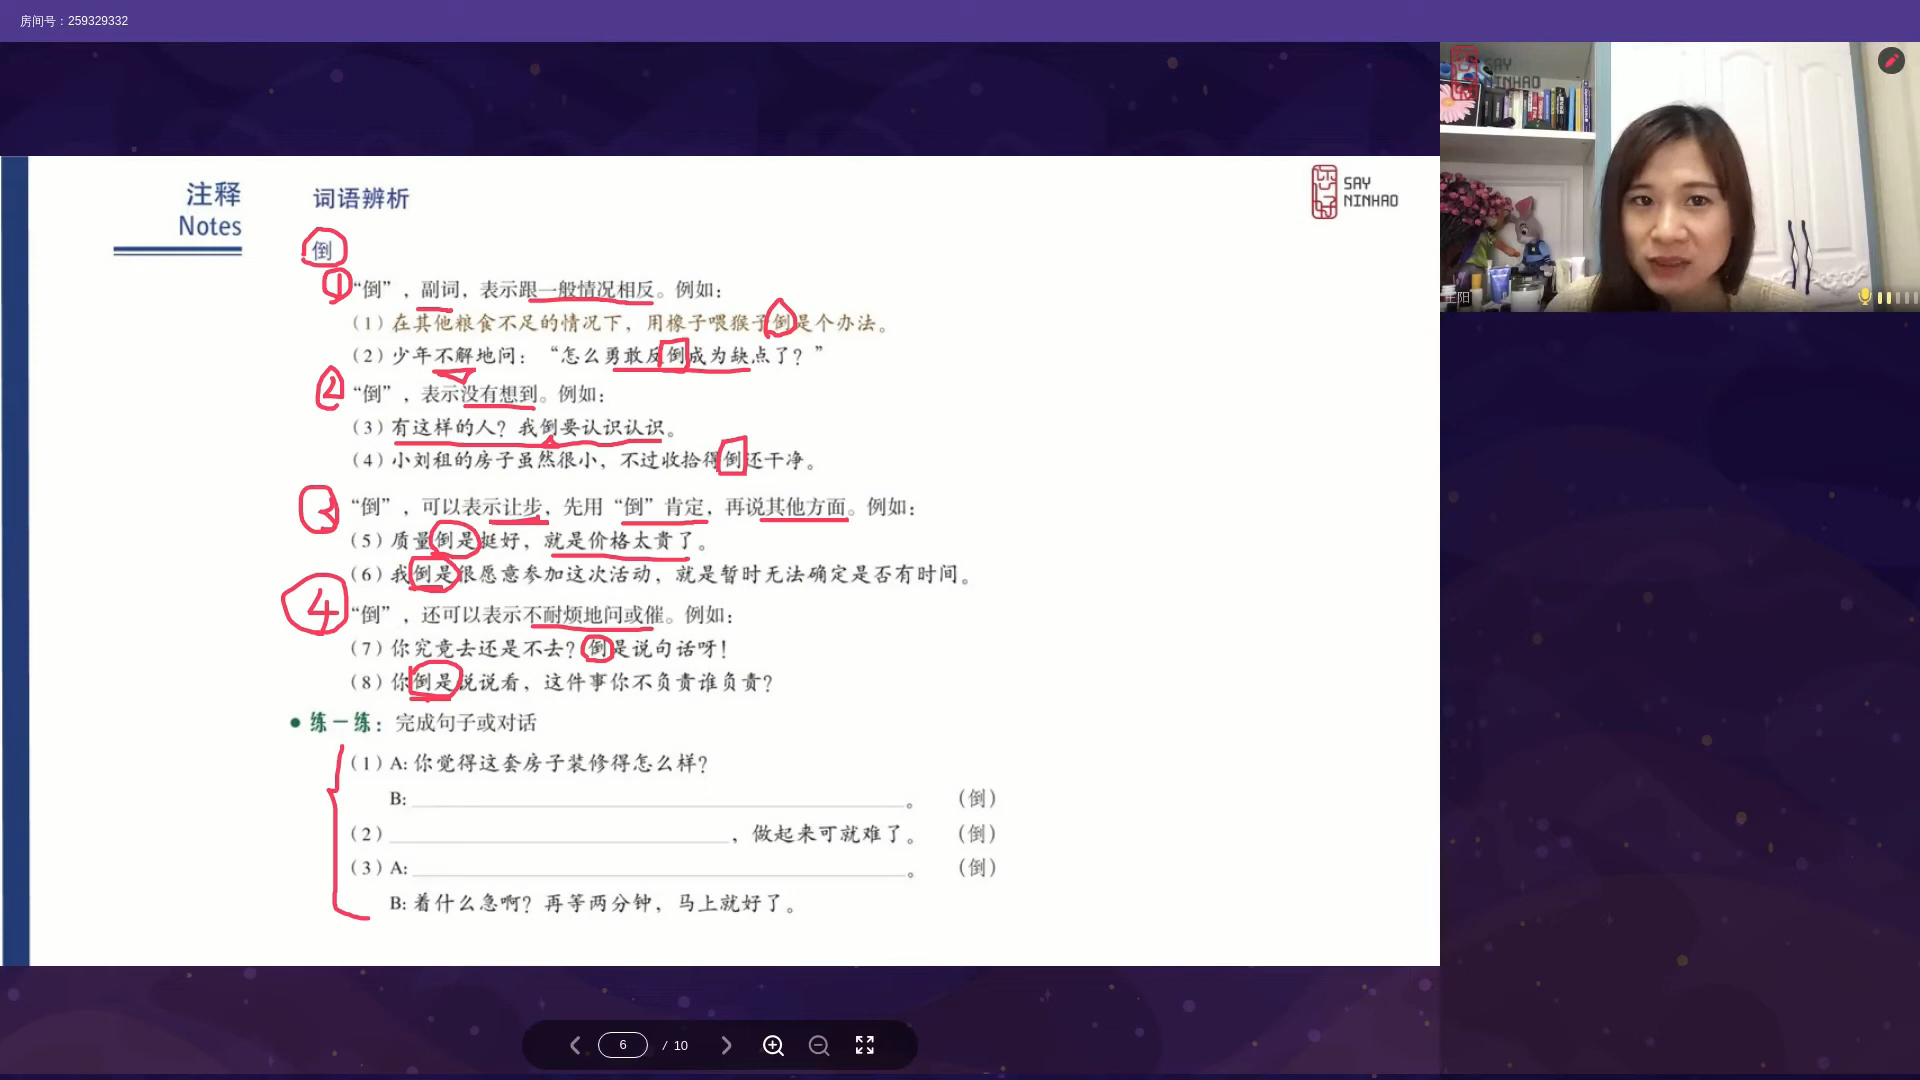 房间号：259329332
注释
Notes
词语辨析
SAY
NINHAO
倒
① “倒”，副词，表示跟一般情况相反。例如：
（1）在其他粮食不足的情况下，用橡子喂猴子倒是个办法。
（2）少年不解地问：“怎么勇敢反倒成为缺点了？”
② “倒”，表示没有想到。例如：
（3）有这样的人？我倒要认识认识。
（4）小刘租的房子虽然很小，不过收拾得倒还干净。
3 “倒”，可以表示让步，先用“倒”肯定，再说其他方面。例如：
（5）质量倒是挺好，就是价格太贵了。
（6）我倒是很愿意参加这次活动，就是暂时无法确定是否有时间。
4 “倒”，还可以表示不耐烦地问或催。例如：
（7）你究竟去还是不去？倒是说句话呀！
（8）你倒是说说看，这件事你不负责谁负责？
● 练一练：完成句子或对话
（1）A: 你觉得这套房子装修得怎么样？
B: ＿＿＿＿。（倒）
（2）＿＿＿＿，做起来可就难了。（倒）
（3）A: ＿＿＿＿。（倒）
B: 着什么急啊？再等两分钟，马上就好了。
6 / 10
SAY
NINHAO
王阳